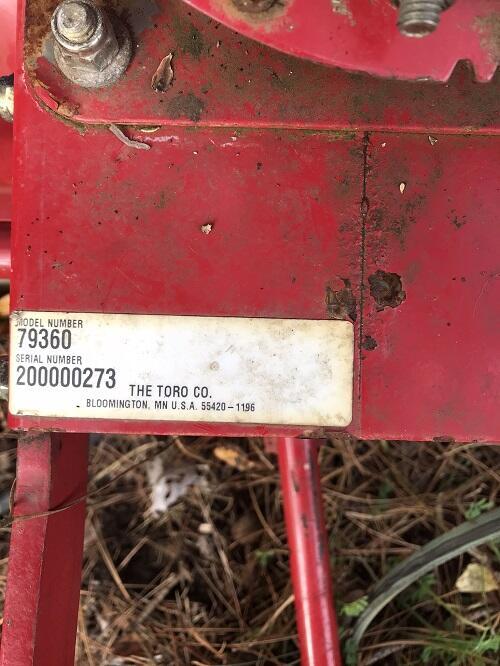 MODEL NUMBER
79360
SERIAL NUMBER
200000273
THE TORO CO.
BLOOMINGTON, MN U.S.A. 55420-1196